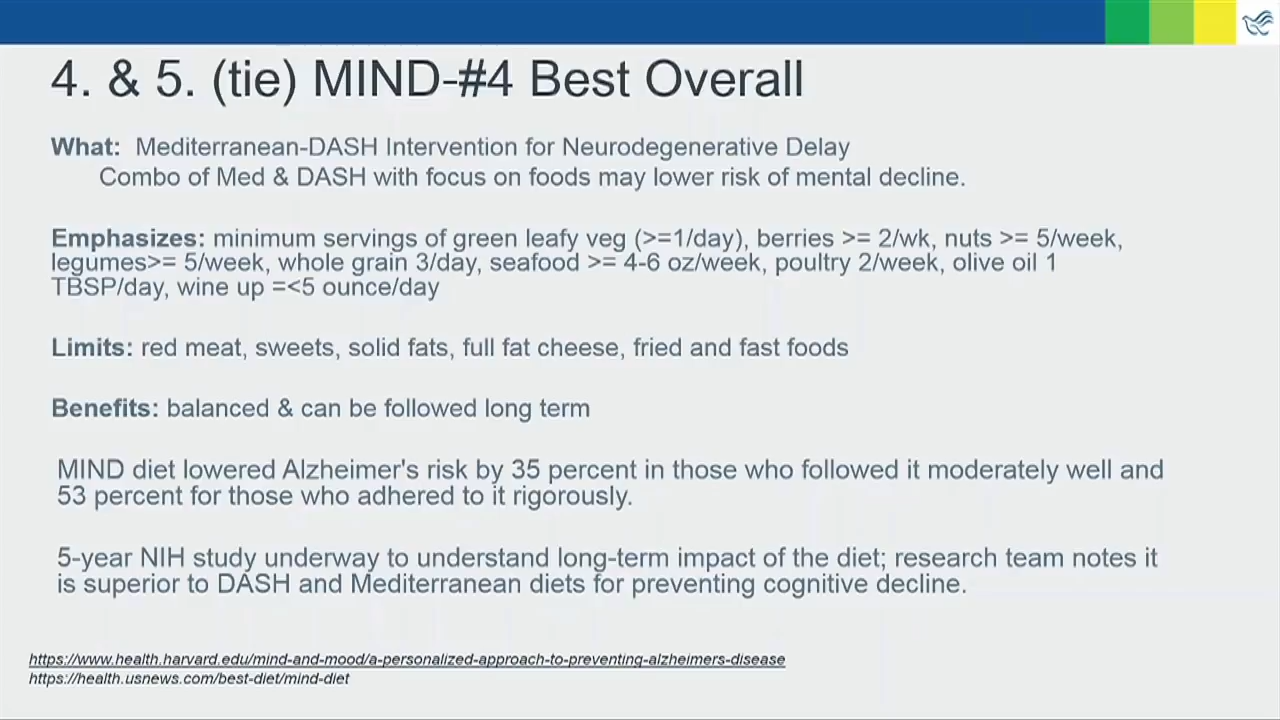 4. & 5. (tie) MIND-#4 Best Overall
What: Mediterranean-DASH Intervention for Neurodegenerative Delay
Combo of Med & DASH with focus on foods may lower risk of mental decline.
Emphasizes: minimum servings of green leafy veg (>=1/day), berries >= 2/wk, nuts >= 5/week,
legumes>= 5/week, whole grain 3/day, seafood >= 4-6 oz/week, poultry 2/week, olive oil 1
TBSP/day, wine up =<5 ounce/day
Limits: red meat, sweets, solid fats, full fat cheese, fried and fast foods
Benefits: balanced & can be followed long term
MIND diet lowered Alzheimer's risk by 35 percent in those who followed it moderately well and
53 percent for those who adhered to it rigorously.
5-year NIH study underway to understand long-term impact of the diet; research team notes it
is superior to DASH and Mediterranean diets for preventing cognitive decline.
https://www.health.harvard.edu/mind-and-mood/a-personalized-approach-to-preventing-alzheimers-disease
https://health.usnews.com/best-diet/mind-diet